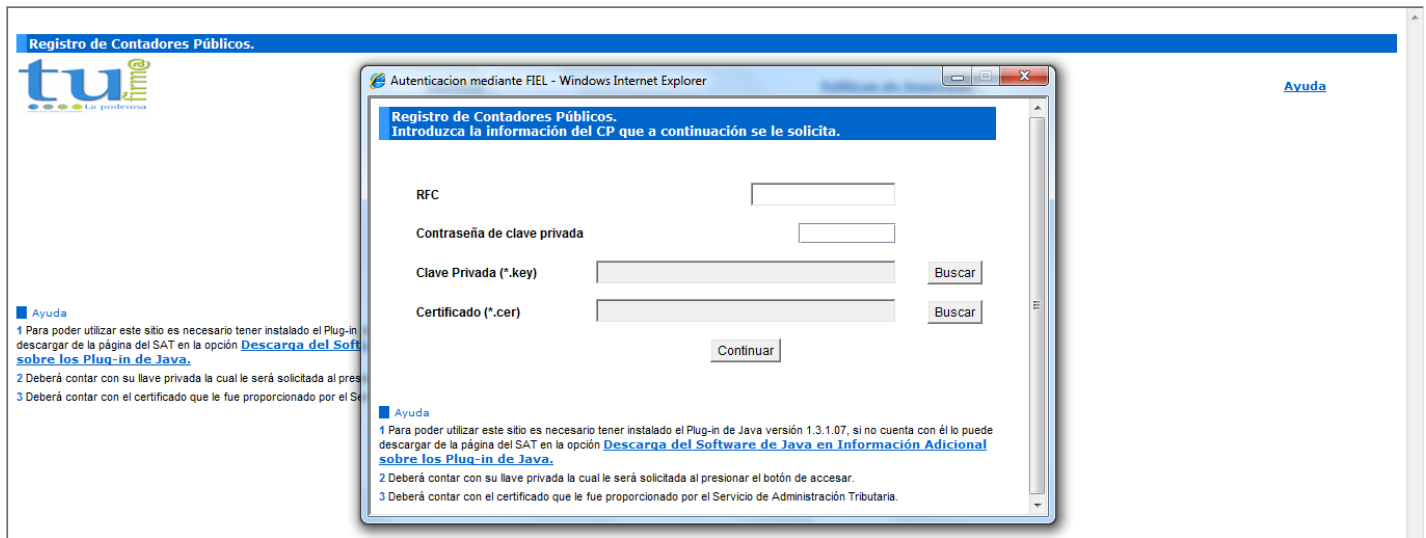 Registro de Contadores Públicos.
tu firm@
La poderosa
Ayuda
Ayuda
1 Para poder utilizar este sitio es necesario tener instalado el Plug-in
descargar de la página del SAT en la opción Descarga del Soft
sobre los Plug-in de Java.
2 Deberá contar con su llave privada la cual le será solicitada al pres
3 Deberá contar con el certificado que le fue proporcionado por el Se
Autenticacion mediante FIEL - Windows Internet Explorer
Registro de Contadores Públicos.
Introduzca la información del CP que a continuación se le solicita.
RFC
Contraseña de clave privada
Clave Privada (*.key) Buscar
Certificado (*.cer) Buscar
Continuar
Ayuda
1 Para poder utilizar este sitio es necesario tener instalado el Plug-in de Java versión 1.3.1.07, si no cuenta con él lo puede
descargar de la página del SAT en la opción Descarga del Software de Java en Información Adicional
sobre los Plug-in de Java.
2 Deberá contar con su llave privada la cual le será solicitada al presionar el botón de accesar.
3 Deberá contar con el certificado que le fue proporcionado por el Servicio de Administración Tributaria.